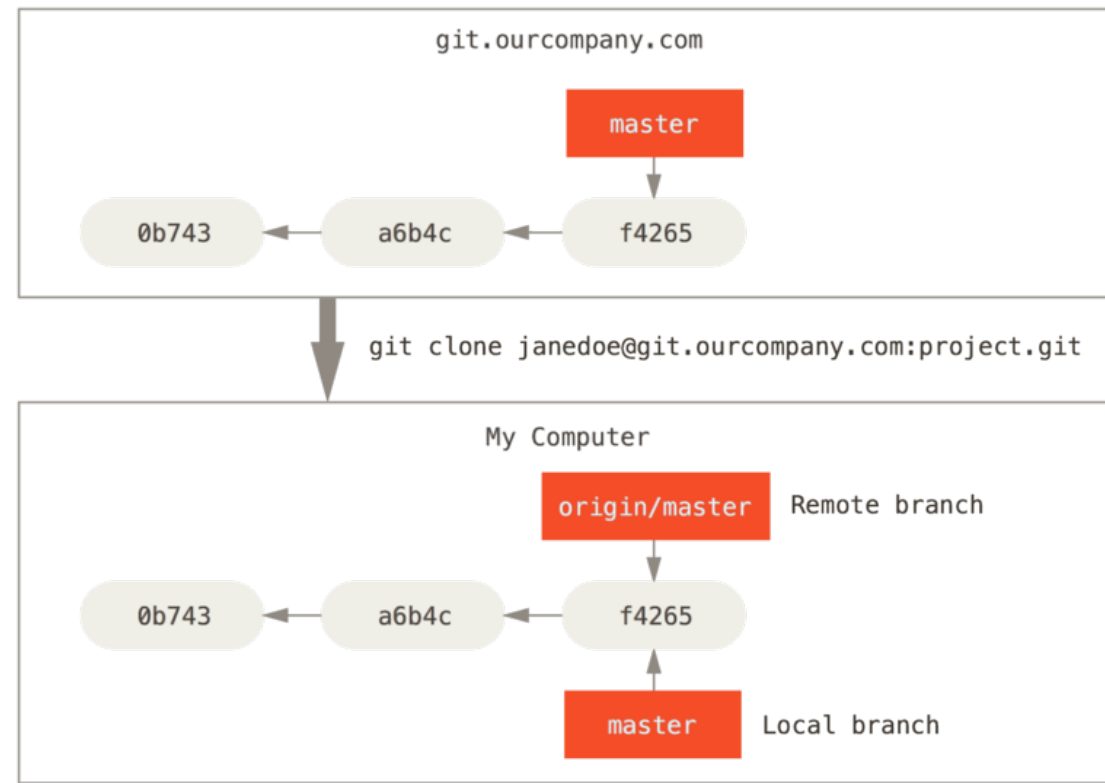 git.ourcompany.com
master
0b743 a6b4c f4265
git clone janedoe@git.ourcompany.com:project.git
My Computer
origin/master Remote branch
0b743 a6b4c f4265
master Local branch